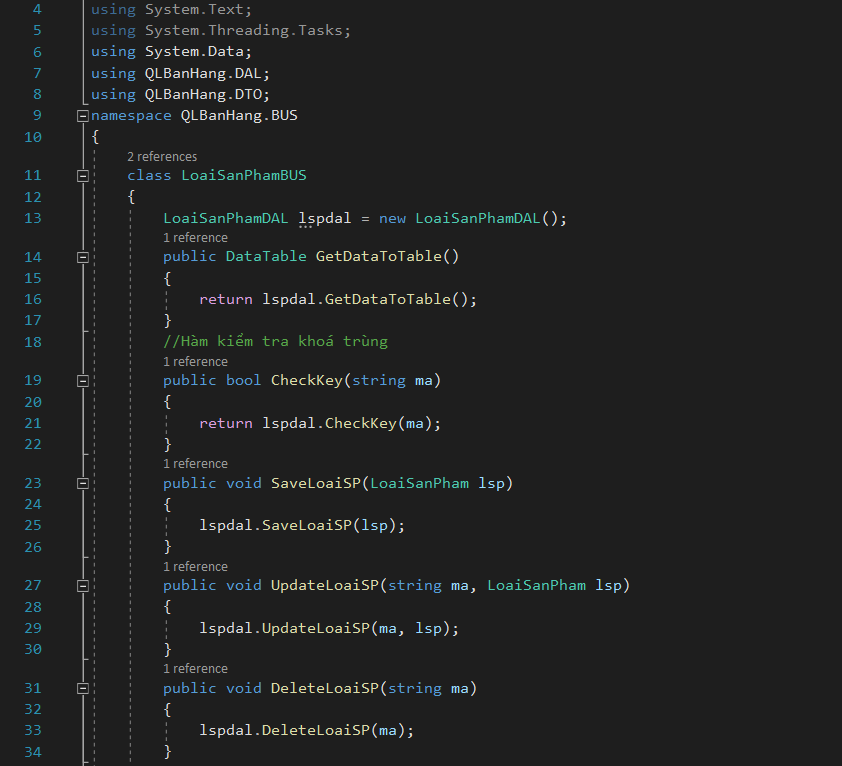 4 using System.Text;
5 using System.Threading.Tasks;
6 using System.Data;
7 using QLBanHang.DAL;
8 using QLBanHang.DTO;
9 namespace QLBanHang.BUS
10 {
2 references
11 class LoaiSanPhamBUS
12 {
13 LoaiSanPhamDAL lspdal = new LoaiSanPhamDAL();
1 reference
14 public DataTable GetDataToTable()
15 {
16 return lspdal.GetDataToTable();
17 }
18 //Hàm kiểm tra khoá trùng
1 reference
19 public bool CheckKey(string ma)
20 {
21 return lspdal.CheckKey(ma);
22 }
1 reference
23 public void SaveLoaiSP(LoaiSanPham lsp)
24 {
25 lspdal.SaveLoaiSP(lsp);
26 }
1 reference
27 public void UpdateLoaiSP(string ma, LoaiSanPham lsp)
28 {
29 lspdal.UpdateLoaiSP(ma, lsp);
30 }
1 reference
31 public void DeleteLoaiSP(string ma)
32 {
33 lspdal.DeleteLoaiSP(ma);
34 }